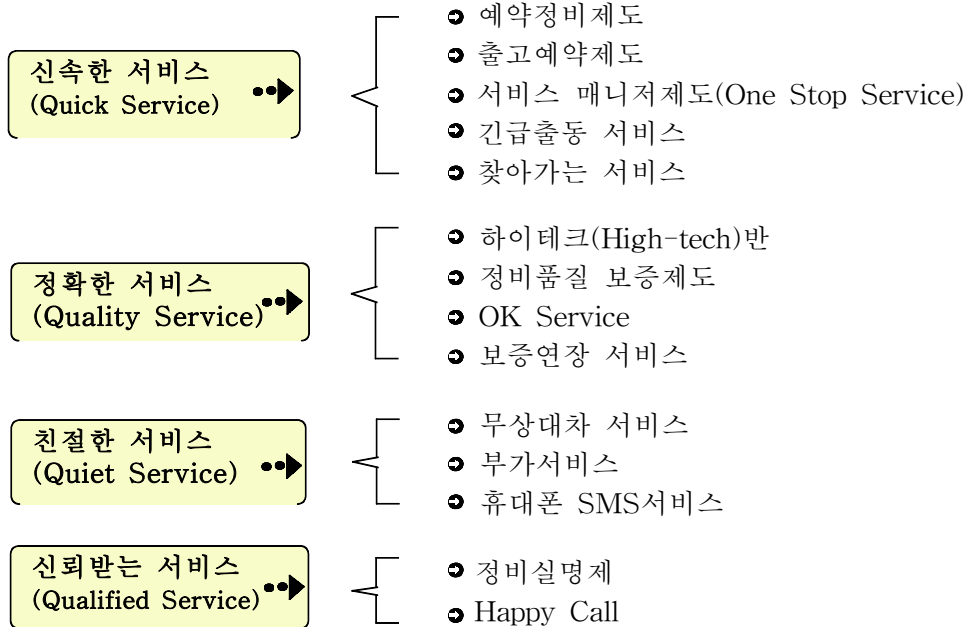 신속한 서비스
(Quick Service)
예약정비제도
출고예약제도
서비스 매니저제도(One Stop Service)
긴급출동 서비스
찾아가는 서비스
정확한 서비스
(Quality Service)
하이테크(High-tech)반
정비품질 보증제도
OK Service
보증연장 서비스
친절한 서비스
(Quiet Service)
무상대차 서비스
부가서비스
휴대폰 SMS서비스
신뢰받는 서비스
(Qualified Service)
정비실명제
Happy Call